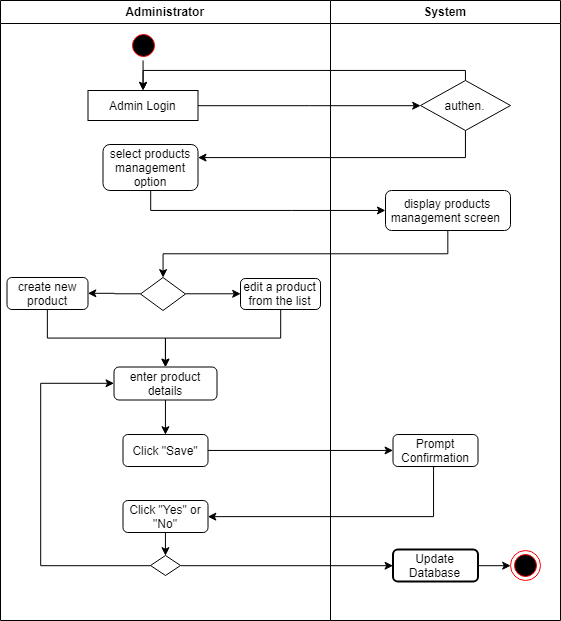 Administrator
System
Admin Login
authen.
select products
management
option
display products
management screen
create new
product
edit a product
from the list
enter product
details
Click "Save"
Prompt
Confirmation
Click "Yes" or
"No"
Update
Database